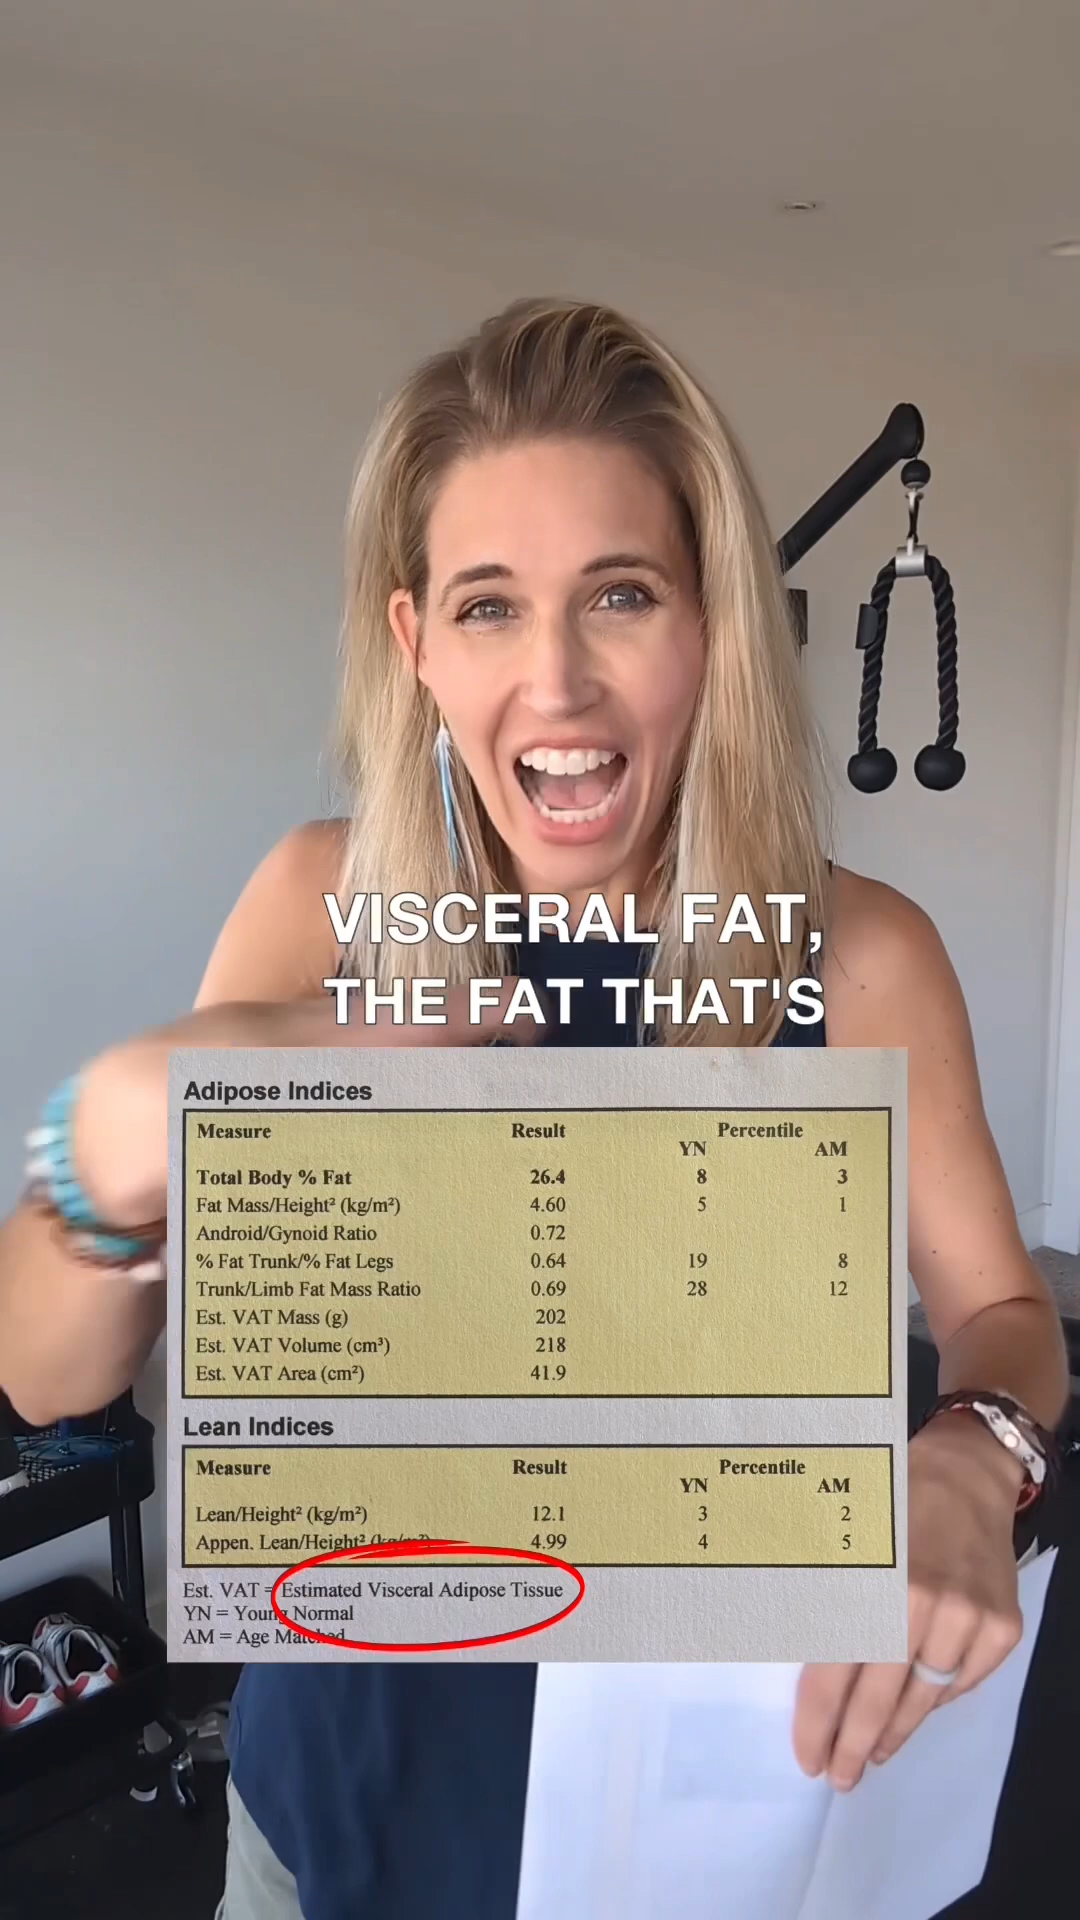 VISCERAL FAT,
THE FAT THAT'S
Adipose Indices
Measure Result Percentile
YN AM
Total Body % Fat 26.4 8 3
Fat Mass/Height² (kg/m²) 4.60 5 1
Android/Gynoid Ratio 0.72
% Fat Trunk/% Fat Legs 0.64 19 8
Trunk/Limb Fat Mass Ratio 0.69 28 12
Est. VAT Mass (g) 202
Est. VAT Volume (cm³) 218
Est. VAT Area (cm²) 41.9
Lean Indices
Measure Result Percentile
YN AM
Lean/Height² (kg/m²) 12.1 3 2
Appen. Lean/Height² (kg/m²) 4.99 4 5
Est. VAT = Estimated Visceral Adipose Tissue
YN = Young Normal
AM = Age Matched